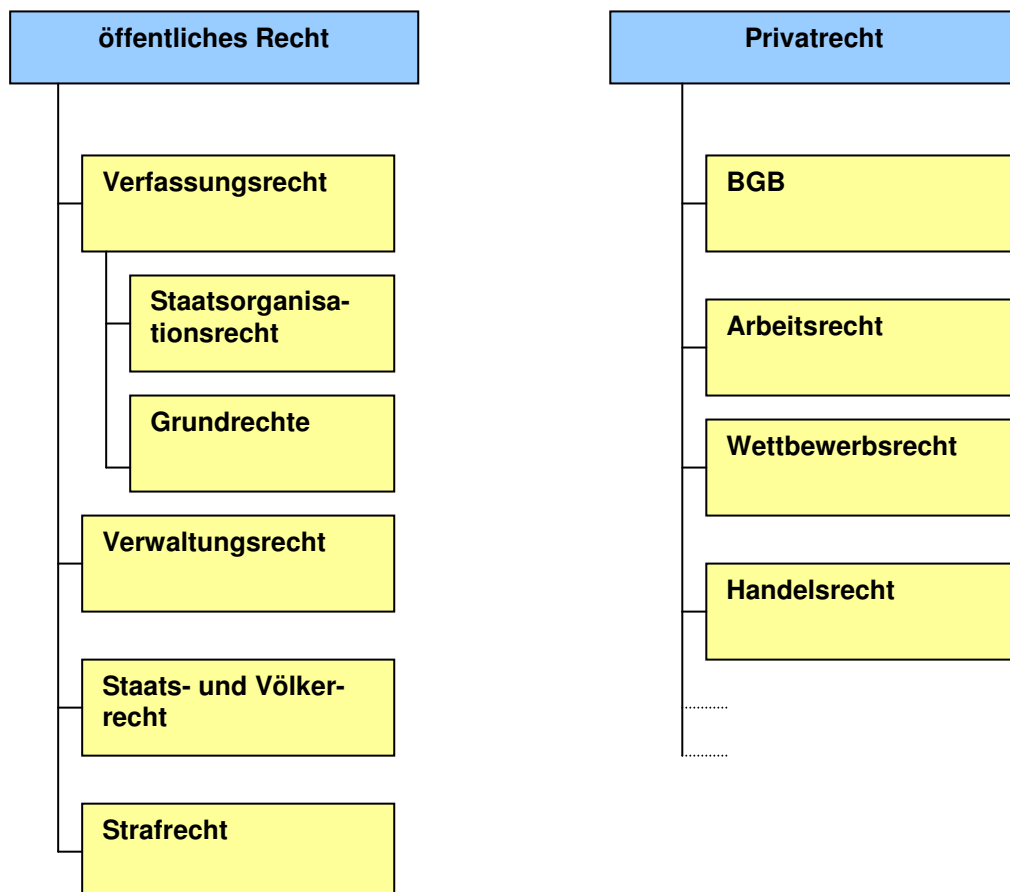 öffentliches Recht
Verfassungsrecht
Staatsorganisa-
tionsrecht
Grundrechte
Verwaltungsrecht
Staats- und Völker-
recht
Strafrecht
Privatrecht
BGB
Arbeitsrecht
Wettbewerbsrecht
Handelsrecht